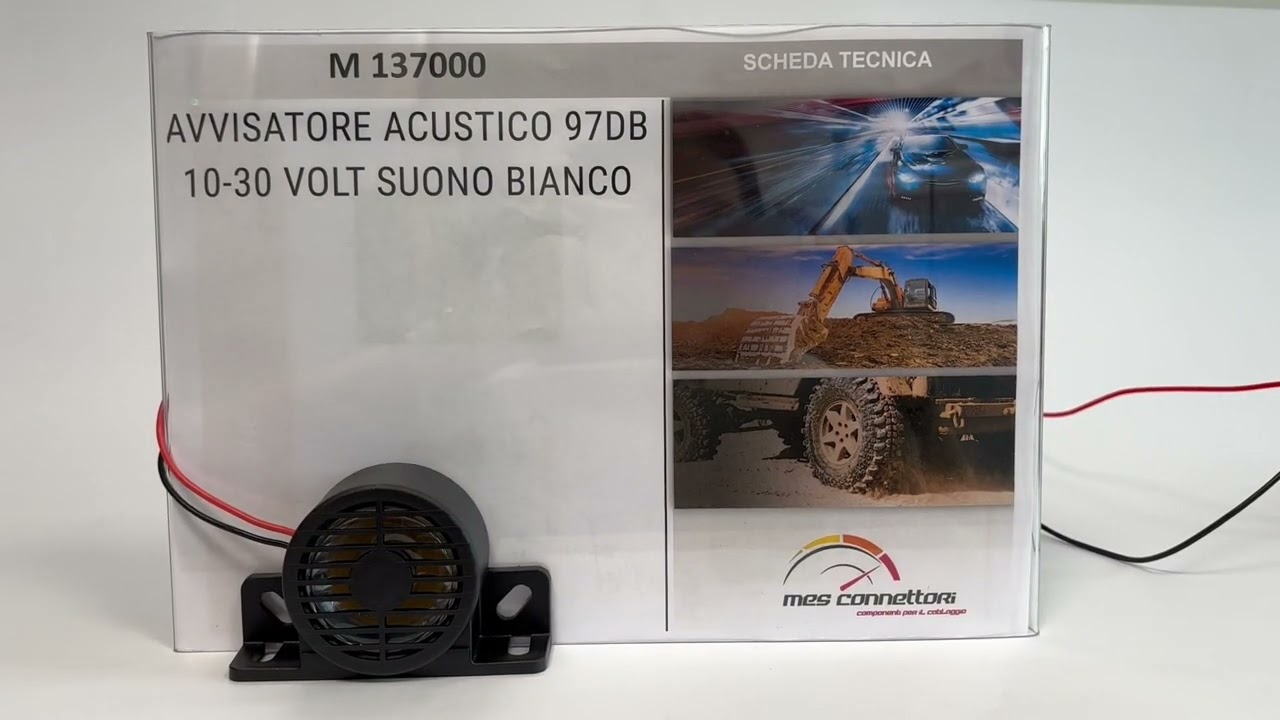 M 137000
SCHEDA TECNICA
AVVISATORE ACUSTICO 97DB
10-30 VOLT SUONO BIANCO
mes connettori
componenti per il cablaggio